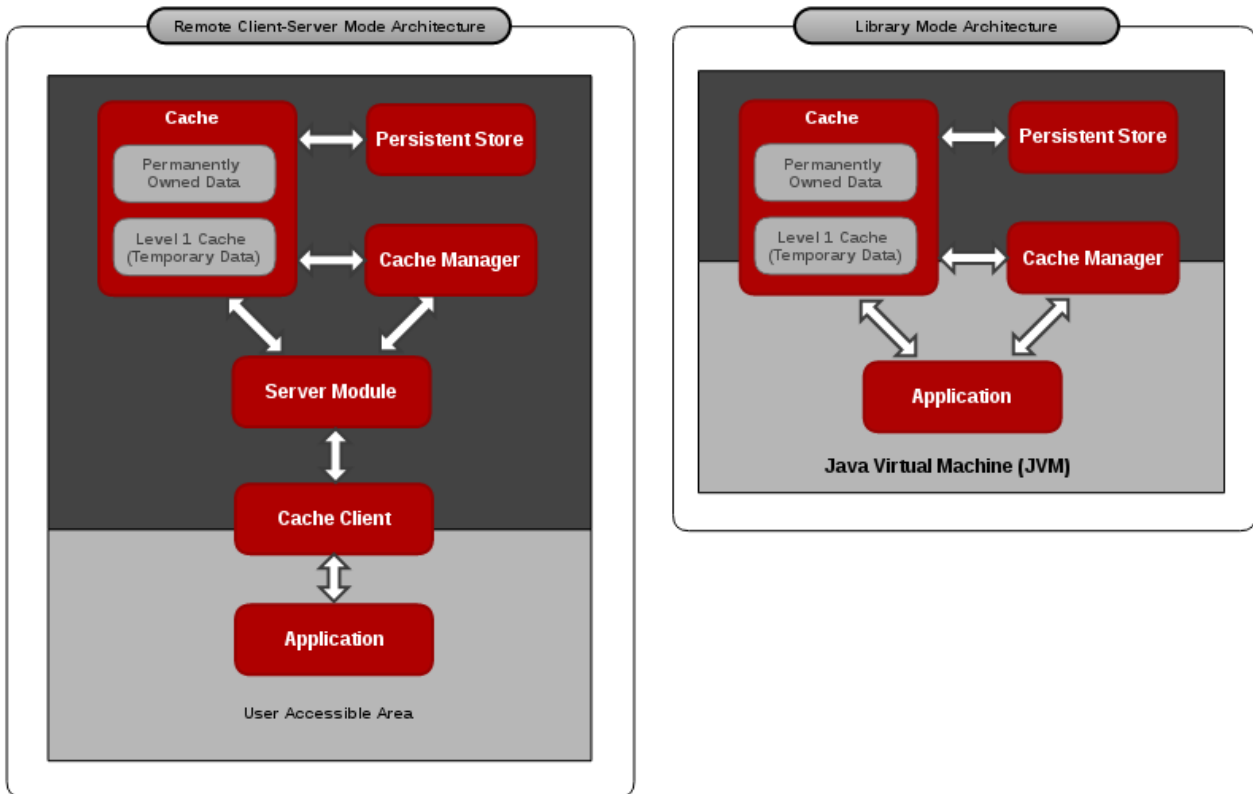 Remote Client-Server Mode Architecture
Cache
Permanently
Owned Data
Level 1 Cache
(Temporary Data)
Persistent Store
Cache Manager
Server Module
Cache Client
Application
User Accessible Area
Library Mode Architecture
Cache
Permanently
Owned Data
Level 1 Cache
(Temporary Data)
Persistent Store
Cache Manager
Application
Java Virtual Machine (JVM)